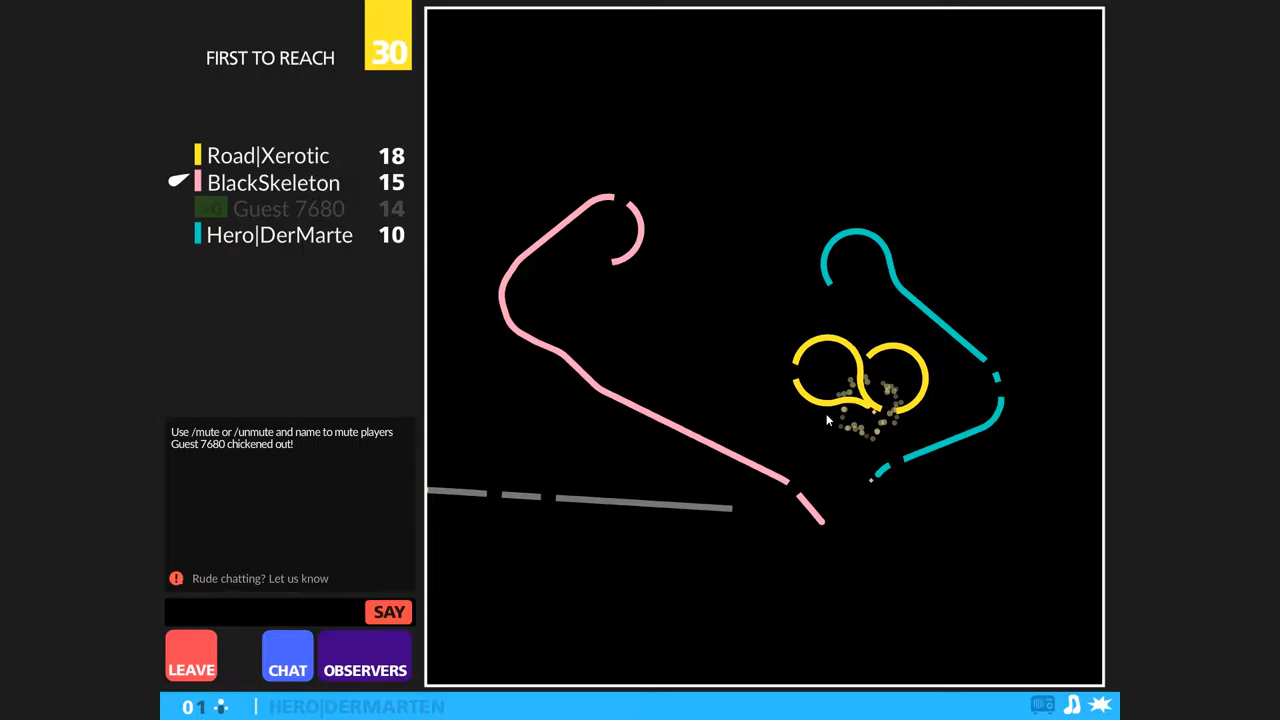 FIRST TO REACH 30
Road|Xerotic 18
BlackSkeleton 15
+0 Guest 7680 14
Hero|DerMarte 10
Use /mute or /unmute and name to mute players
Guest 7680 chickened out!
! Rude chatting? Let us know
SAY
LEAVE CHAT OBSERVERS
01 HERO|DERMARTEN